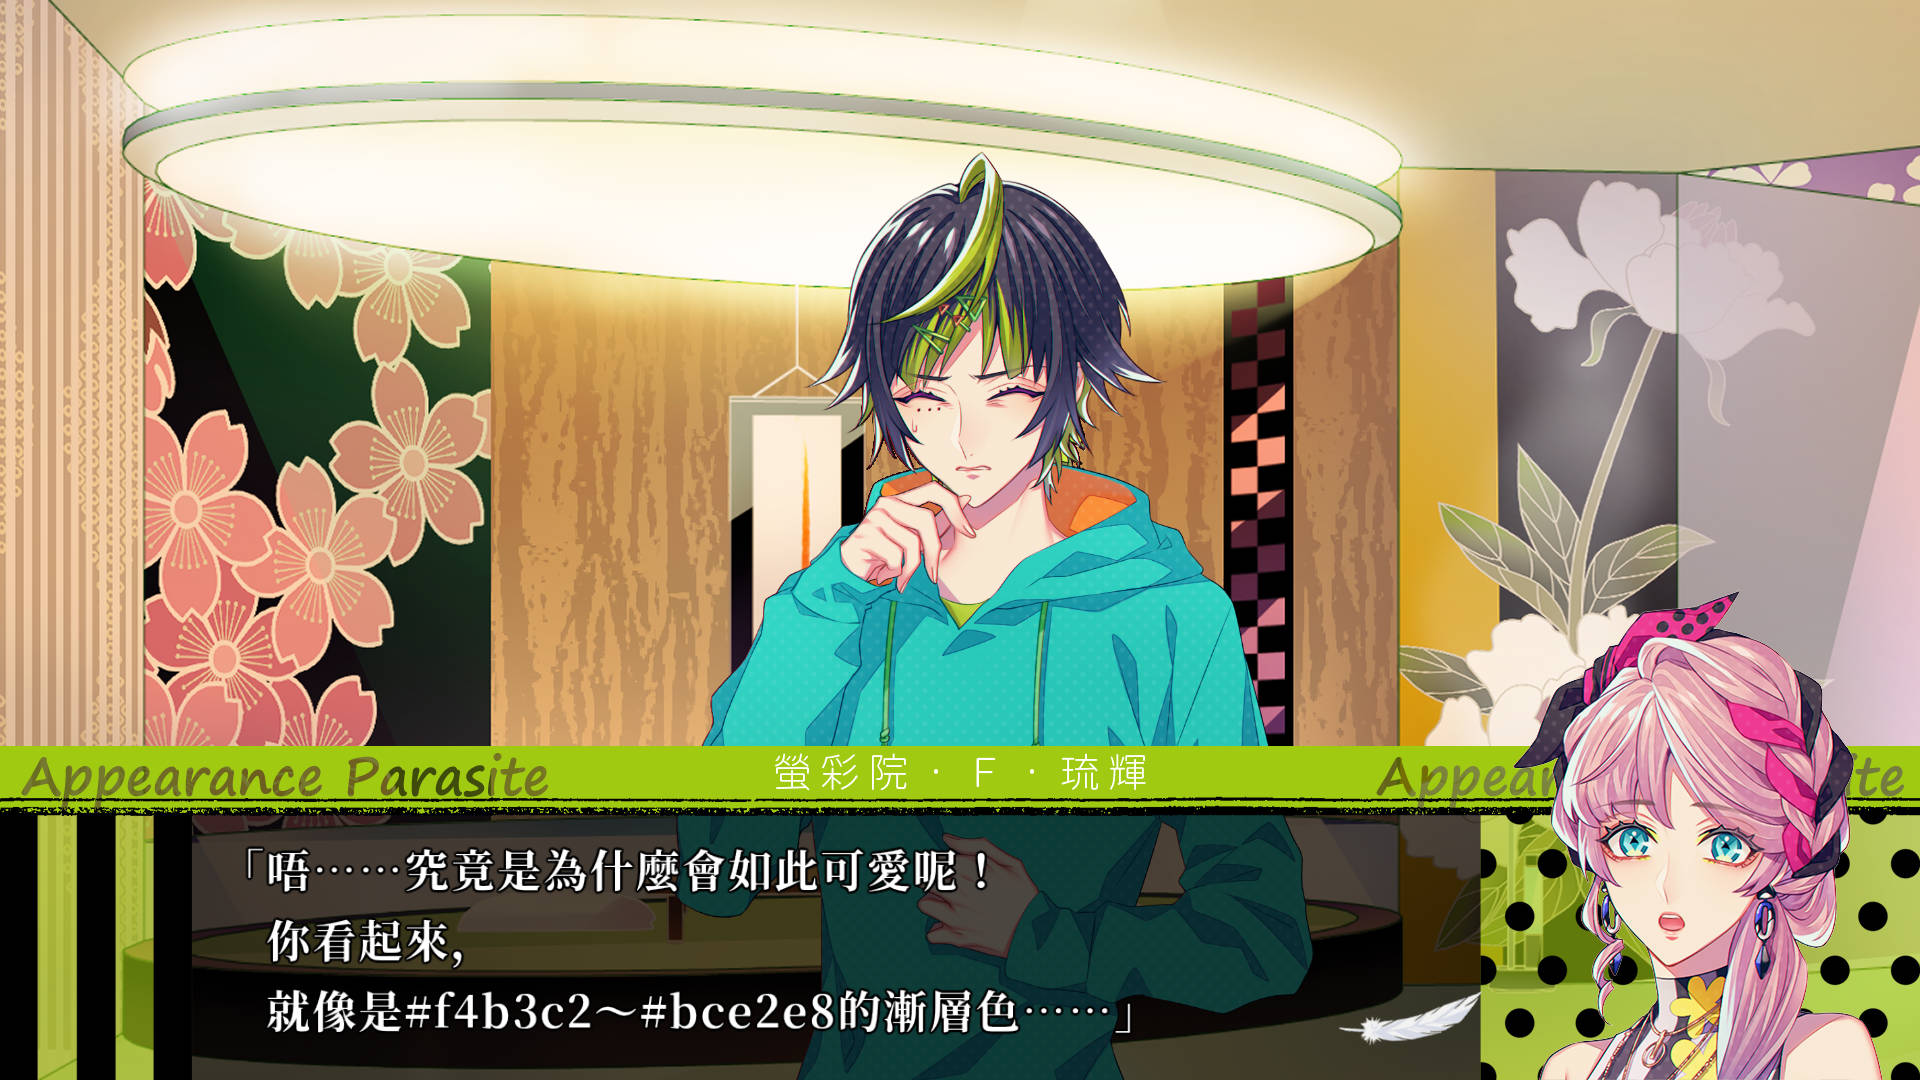 Appearance Parasite
螢彩院・F・琉輝
Appear
ite
「唔……究竟是為什麼會如此可愛呢！
你看起來，
就像是#f4b3c2～#bce2e8的漸層色……」